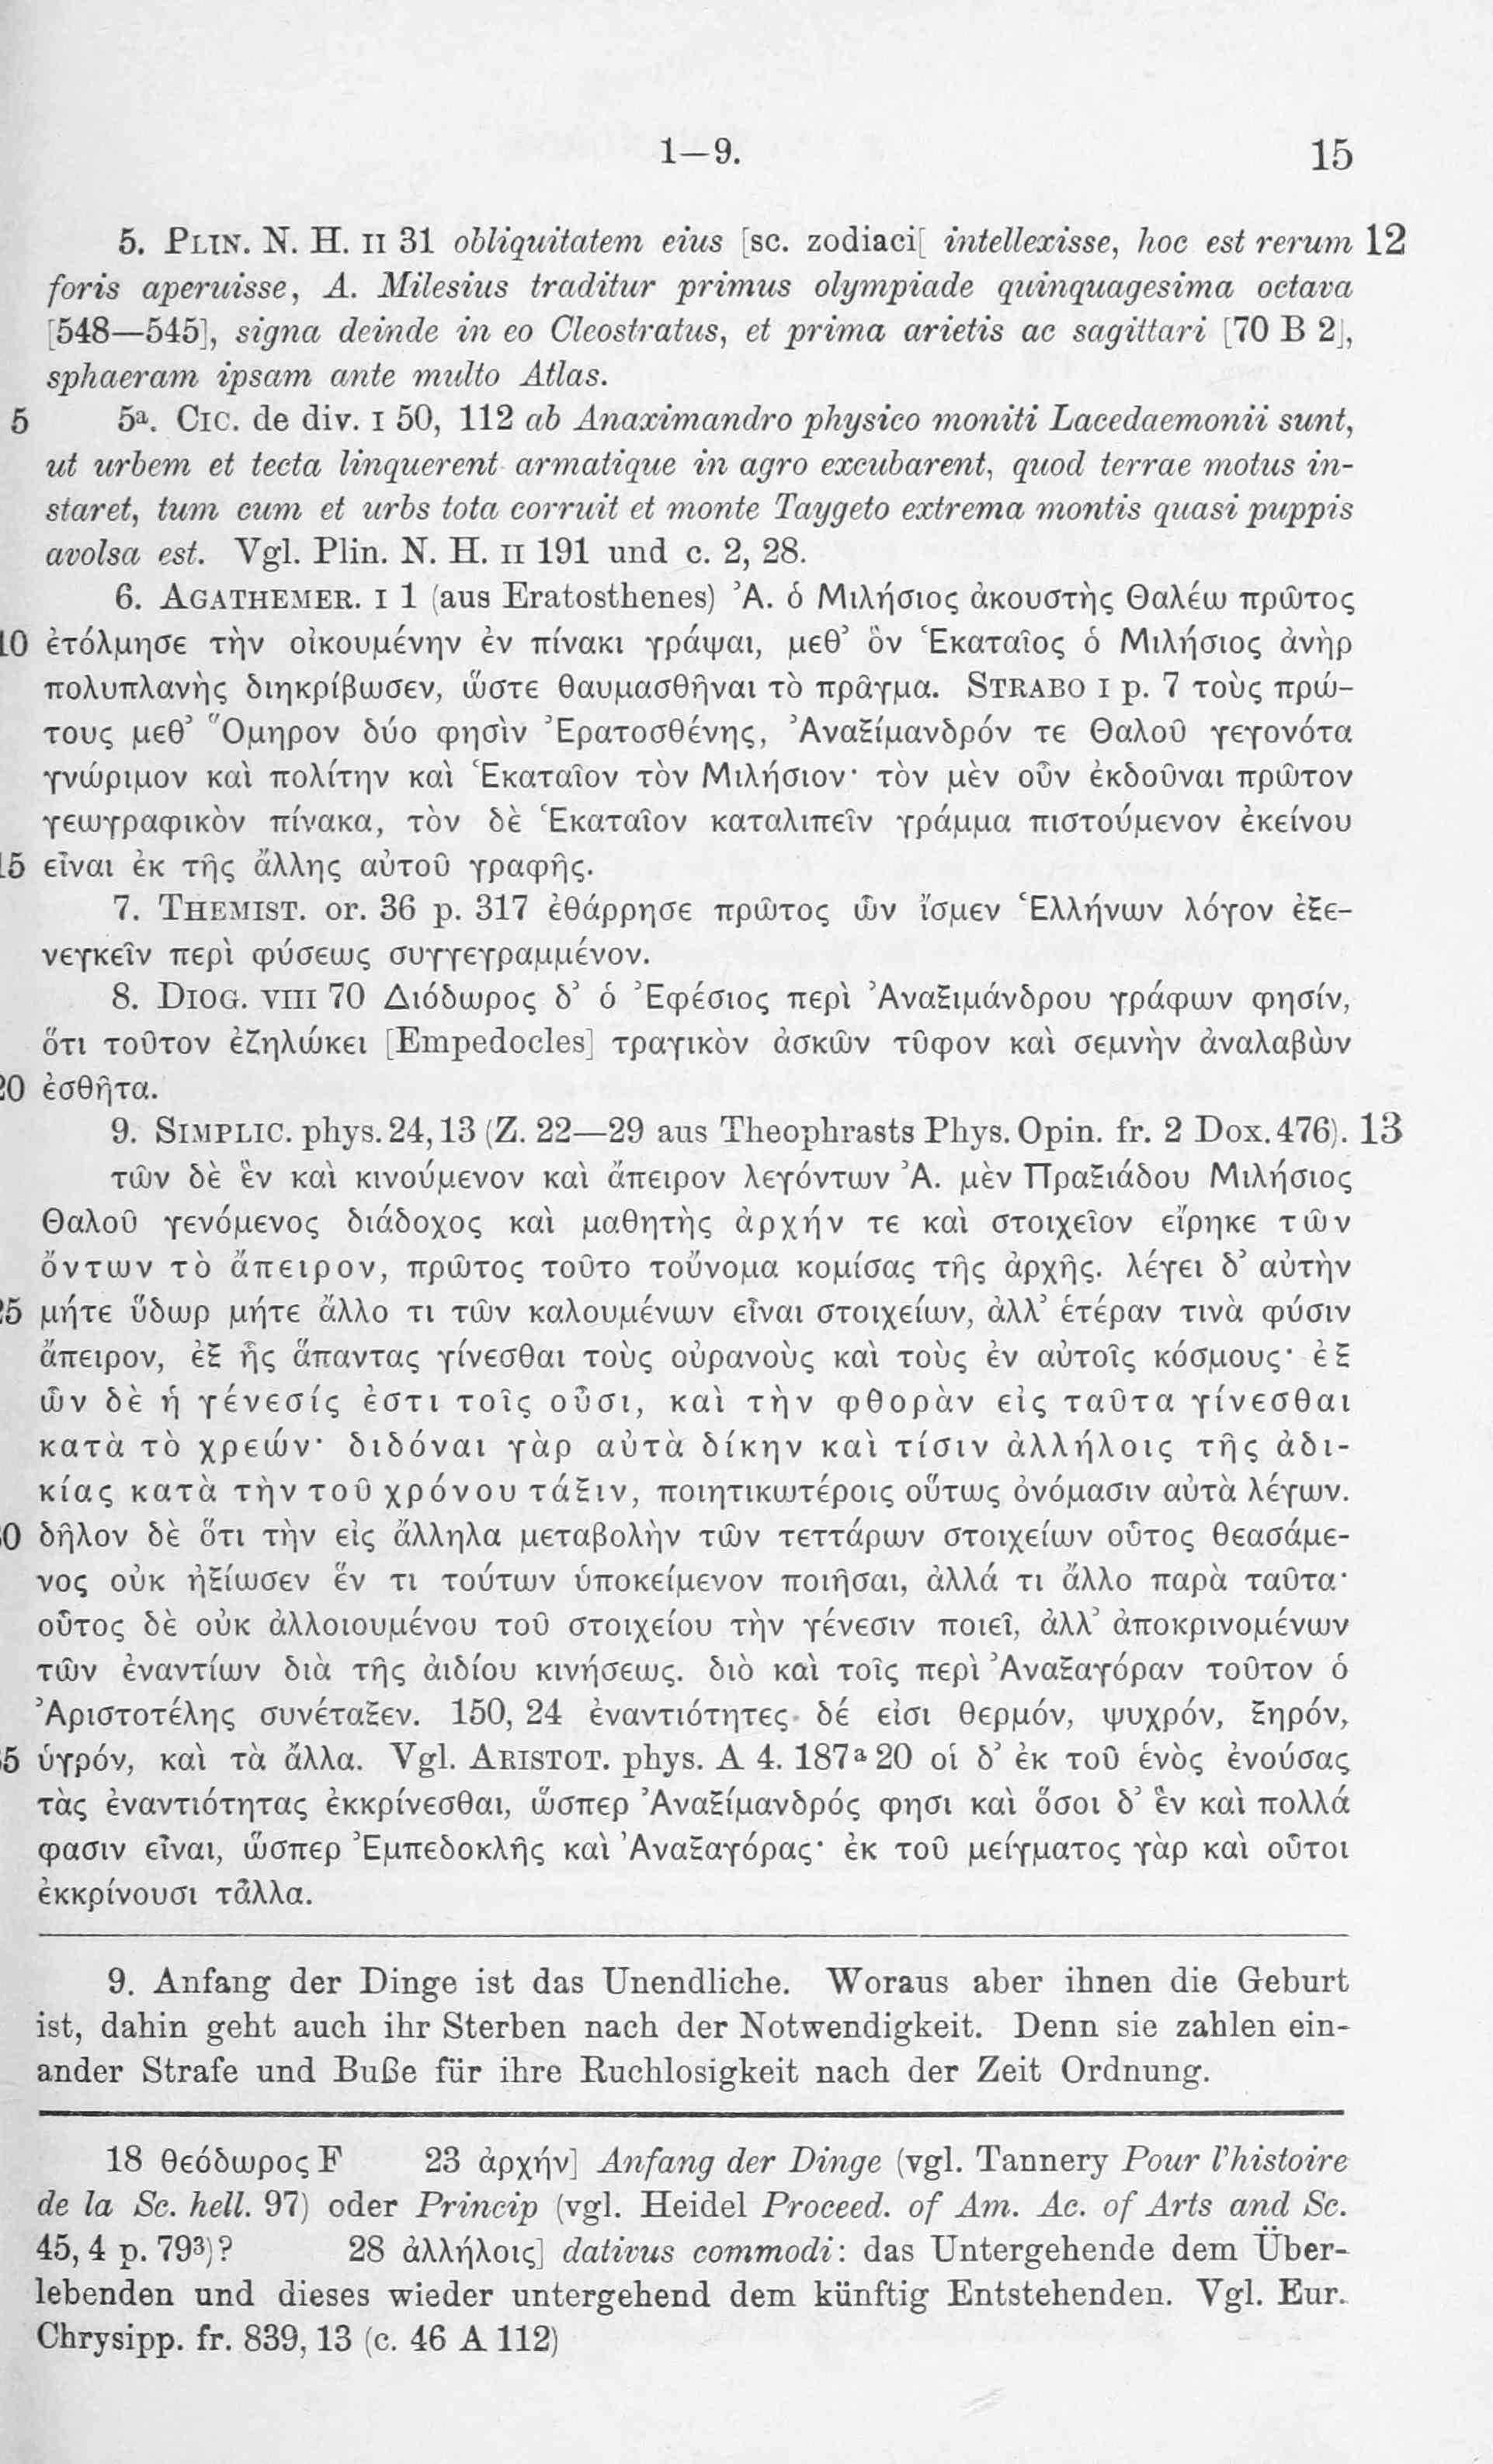 1—9. 15
5. PLIN. N. H. II 31 obliquitatem eius [sc. zodiaci[ intellexisse, hoc est rerum 12
foris aperuisse, A. Milesius traditur primus olympiade quinquagesima octava
[548—545], signa deinde in eo Cleostratus, et prima arietis ac sagittari [70 B 2],
sphaeram ipsam ante multo Atlas.
5 5ᵃ. CIC. de div. I 50, 112 ab Anaximandro physico moniti Lacedaemonii sunt,
ut urbem et tecta linquerent armatique in agro excubarent, quod terrae motus in-
staret, tum cum et urbs tota corruit et monte Taygeto extrema montis quasi puppis
avolsa est. Vgl. Plin. N. H. II 191 und c. 2, 28.
6. AGATHEMER. I 1 (aus Eratosthenes) Ἀ. ὁ Μιλήσιος ἀκουστὴς Θαλέω πρῶτος
10 ἐτόλμησε τὴν οἰκουμένην ἐν πίνακι γράψαι, μεθ’ ὃν Ἑκαταῖος ὁ Μιλήσιος ἀνὴρ
πολυπλανὴς διηκρίβωσεν, ὥστε θαυμασθῆναι τὸ πρᾶγμα. STRABO I p. 7 τοὺς πρώ-
τους μεθ’ Ὅμηρον δύο φησὶν Ἐρατοσθένης, Ἀναξίμανδρόν τε Θαλοῦ γεγονότα
γνώριμον καὶ πολίτην καὶ Ἑκαταῖον τὸν Μιλήσιον· τὸν μὲν οὖν ἐκδοῦναι πρῶτον
γεωγραφικὸν πίνακα, τὸν δὲ Ἑκαταῖον καταλιπεῖν γράμμα πιστούμενον ἐκείνου
15 εἶναι ἐκ τῆς ἄλλης αὐτοῦ γραφῆς.
7. THEMIST. or. 36 p. 317 ἐθάρρησε πρῶτος ὧν ἴσμεν Ἑλλήνων λόγον ἐξε-
νεγκεῖν περὶ φύσεως συγγεγραμμένον.
8. DIOG. VIII 70 Διόδωρος δ’ ὁ Ἐφέσιος περὶ Ἀναξιμάνδρου γράφων φησίν,
ὅτι τοῦτον ἐζηλώκει [Empedocles] τραγικὸν ἀσκῶν τῦφον καὶ σεμνὴν ἀναλαβὼν
20 ἐσθῆτα.
9. SIMPLIC. phys. 24, 13 (Z. 22—29 aus Theophrasts Phys. Opin. fr. 2 Dox. 476). 13
τῶν δὲ ἓν καὶ κινούμενον καὶ ἄπειρον λεγόντων Ἀ. μὲν Πραξιάδου Μιλήσιος
Θαλοῦ γενόμενος διάδοχος καὶ μαθητὴς ἀρχήν τε καὶ στοιχεῖον εἴρηκε τῶν
ὄντων τὸ ἄπειρον, πρῶτος τοῦτο τοὔνομα κομίσας τῆς ἀρχῆς. λέγει δ’ αὐτὴν
25 μήτε ὕδωρ μήτε ἄλλο τι τῶν καλουμένων εἶναι στοιχείων, ἀλλ’ ἑτέραν τινὰ φύσιν
ἄπειρον, ἐξ ἧς ἅπαντας γίνεσθαι τοὺς οὐρανοὺς καὶ τοὺς ἐν αὐτοῖς κόσμους· ἐξ
ὧν δὲ ἡ γένεσίς ἐστι τοῖς οὖσι, καὶ τὴν φθορὰν εἰς ταῦτα γίνεσθαι
κατὰ τὸ χρεών· διδόναι γὰρ αὐτὰ δίκην καὶ τίσιν ἀλλήλοις τῆς ἀδι-
κίας κατὰ τὴν τοῦ χρόνου τάξιν, ποιητικωτέροις οὕτως ὀνόμασιν αὐτὰ λέγων.
30 δῆλον δὲ ὅτι τὴν εἰς ἄλληλα μεταβολὴν τῶν τεττάρων στοιχείων οὗτος θεασάμε-
νος οὐκ ἠξίωσεν ἕν τι τούτων ὑποκείμενον ποιῆσαι, ἀλλά τι ἄλλο παρὰ ταῦτα·
οὗτος δὲ οὐκ ἀλλοιουμένου τοῦ στοιχείου τὴν γένεσιν ποιεῖ, ἀλλ’ ἀποκρινομένων
τῶν ἐναντίων διὰ τῆς ἀιδίου κινήσεως. διὸ καὶ τοῖς περὶ Ἀναξαγόραν τοῦτον ὁ
Ἀριστοτέλης συνέταξεν. 150, 24 ἐναντιότητες δέ εἰσι θερμόν, ψυχρόν, ξηρόν,
35 ὑγρόν, καὶ τὰ ἄλλα. Vgl. ARISTOT. phys. A 4. 187ᵃ 20 οἱ δ’ ἐκ τοῦ ἑνὸς ἐνούσας
τὰς ἐναντιότητας ἐκκρίνεσθαι, ὥσπερ Ἀναξίμανδρός φησι καὶ ὅσοι δ’ ἓν καὶ πολλά
φασιν εἶναι, ὥσπερ Ἐμπεδοκλῆς καὶ Ἀναξαγόρας· ἐκ τοῦ μείγματος γὰρ καὶ οὗτοι
ἐκκρίνουσι τἆλλα.
9. Anfang der Dinge ist das Unendliche. Woraus aber ihnen die Geburt
ist, dahin geht auch ihr Sterben nach der Notwendigkeit. Denn sie zahlen ein-
ander Strafe und Buße für ihre Ruchlosigkeit nach der Zeit Ordnung.
18 θεόδωρος F 23 ἀρχήν] Anfang der Dinge (vgl. Tannery Pour l'histoire
de la Sc. hell. 97) oder Princip (vgl. Heidel Proceed. of Am. Ac. of Arts and Sc.
45, 4 p. 79³)? 28 ἀλλήλοις] dativus commodi: das Untergehende dem Über-
lebenden und dieses wieder untergehend dem künftig Entstehenden. Vgl. Eur.
Chrysipp. fr. 839, 13 (c. 46 A 112)